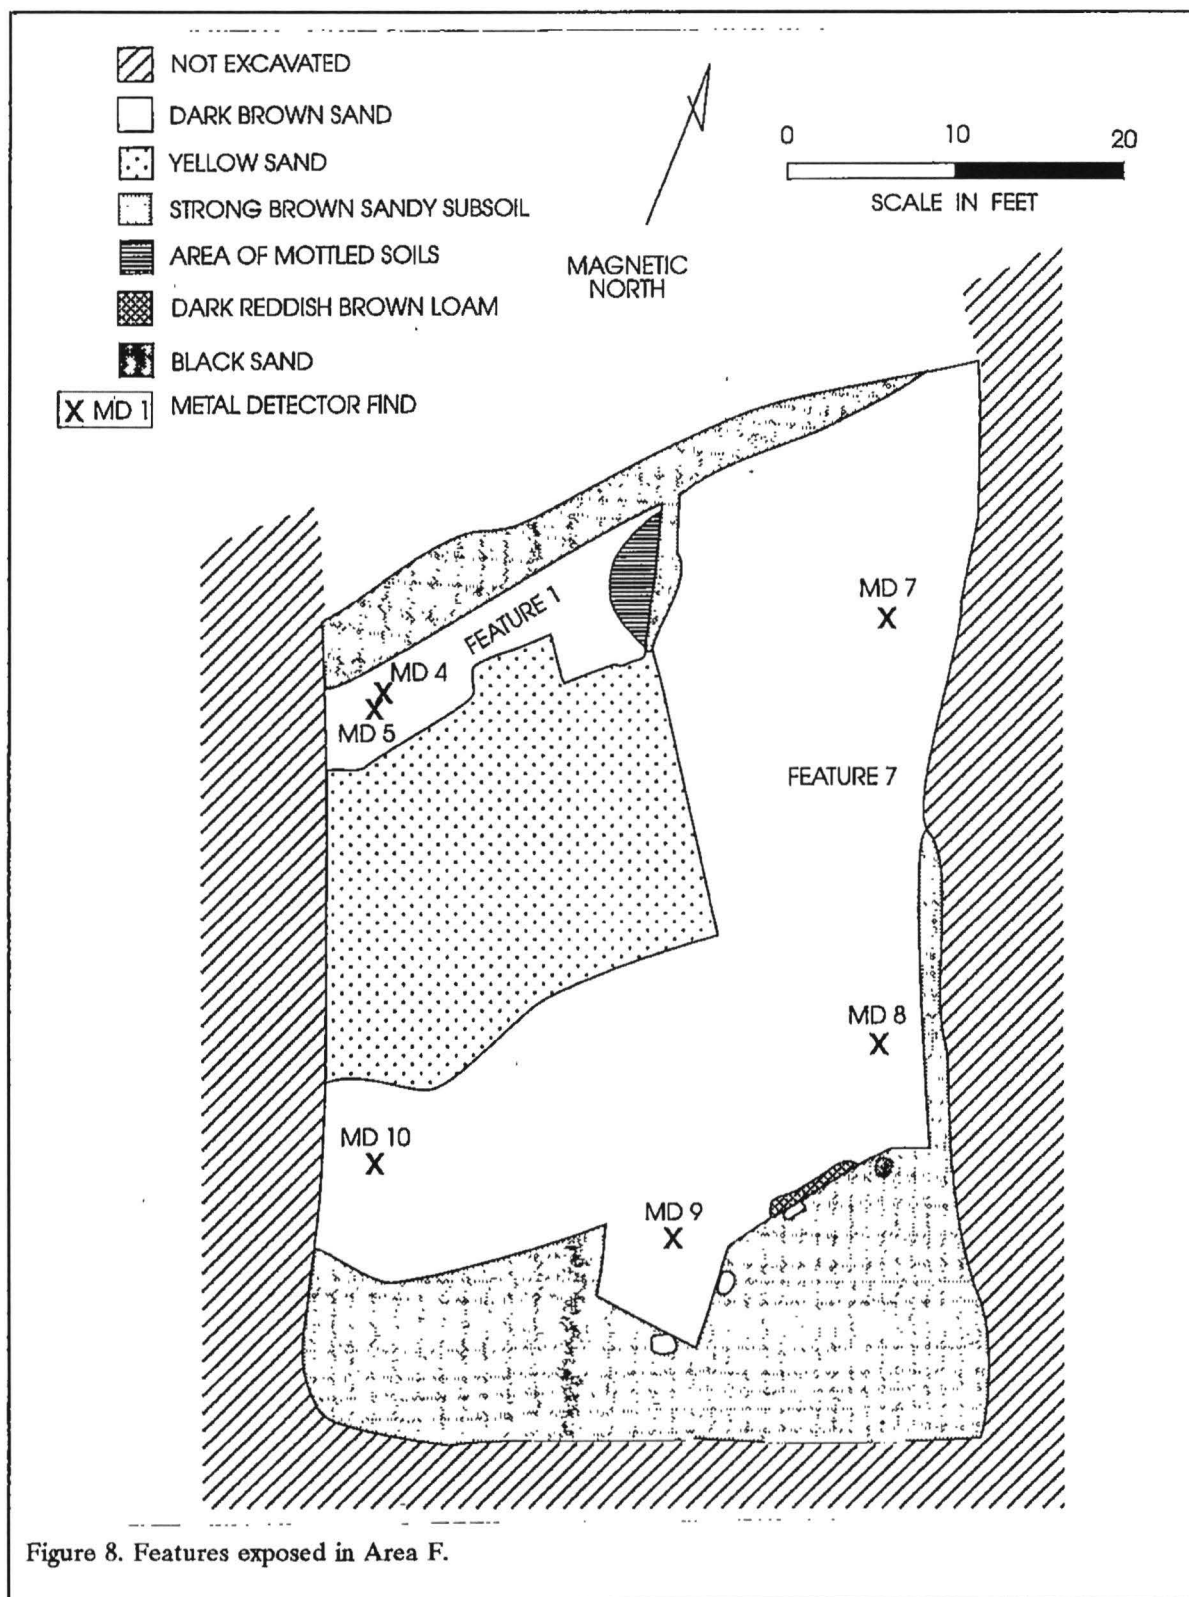 NOT EXCAVATED
DARK BROWN SAND
YELLOW SAND
STRONG BROWN SANDY SUBSOIL
AREA OF MOTTLED SOILS
DARK REDDISH BROWN LOAM
BLACK SAND
X MD 1 METAL DETECTOR FIND
MAGNETIC
NORTH
0 10 20
SCALE IN FEET
FEATURE 1
MD 4
X
X
MD 5
MD 7
X
FEATURE 7
MD 8
X
MD 10
X
MD 9
X
Figure 8. Features exposed in Area F.